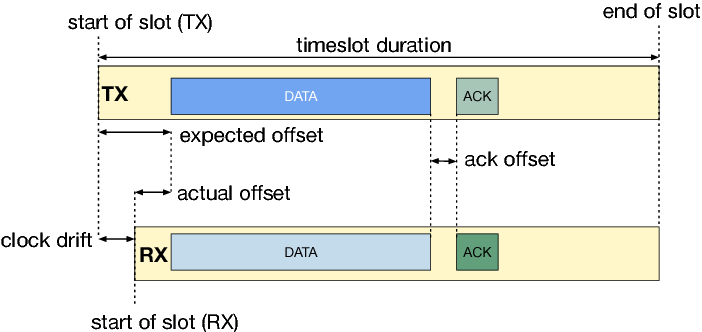 end of slot
start of slot (TX)
timeslot duration
TX
DATA
ACK
expected offset
ack offset
actual offset
clock drift
RX
DATA
ACK
start of slot (RX)